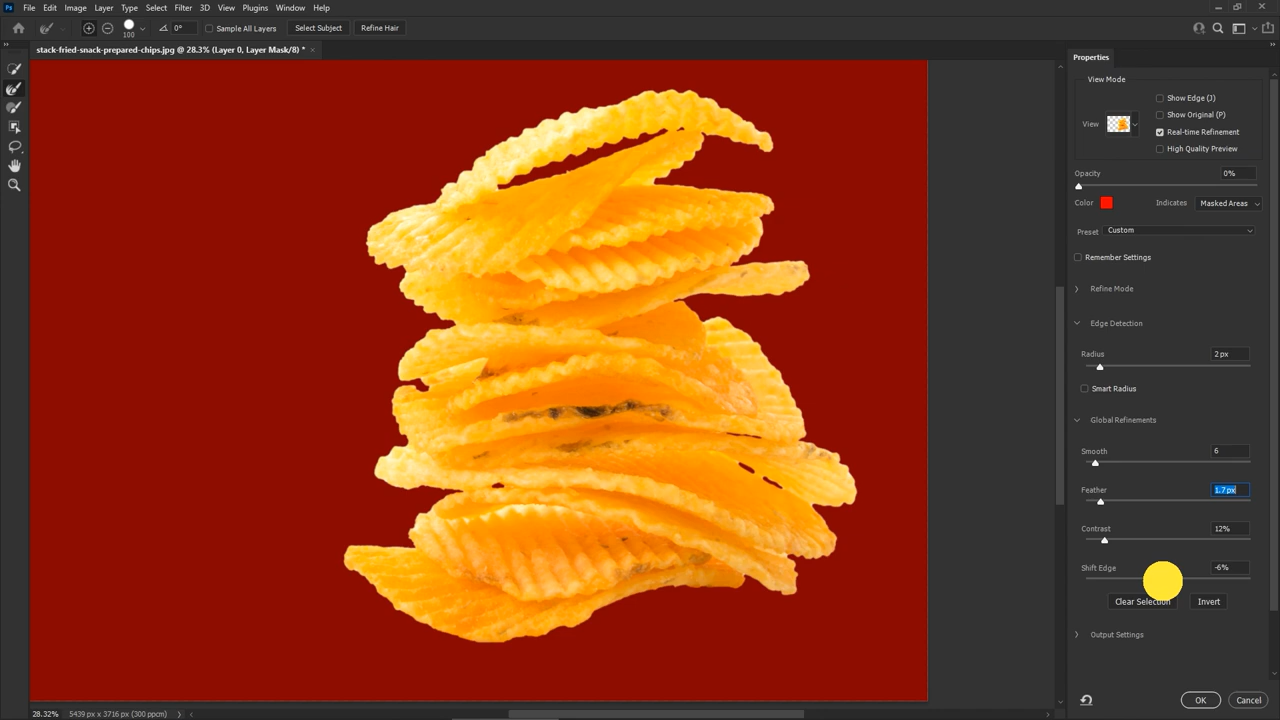 Ps File Edit Image Layer Type Select Filter 3D View Plugins Window Help
100 0° Sample All Layers Select Subject Refine Hair
stack-fried-snack-prepared-chips.jpg @ 28.3% (Layer 0, Layer Mask/8) * ×
Properties
View Mode
Show Edge (J)
Show Original (P)
View
Real-time Refinement
High Quality Preview
Opacity 0%
Color Indicates Masked Areas
Preset Custom
Remember Settings
Refine Mode
Edge Detection
Radius 2 px
Smart Radius
Global Refinements
Smooth 6
Feather 1.7 px
Contrast 12%
Shift Edge -6%
Clear Selection Invert
Output Settings
OK Cancel
28.32% 5439 px x 3716 px (300 ppcm)